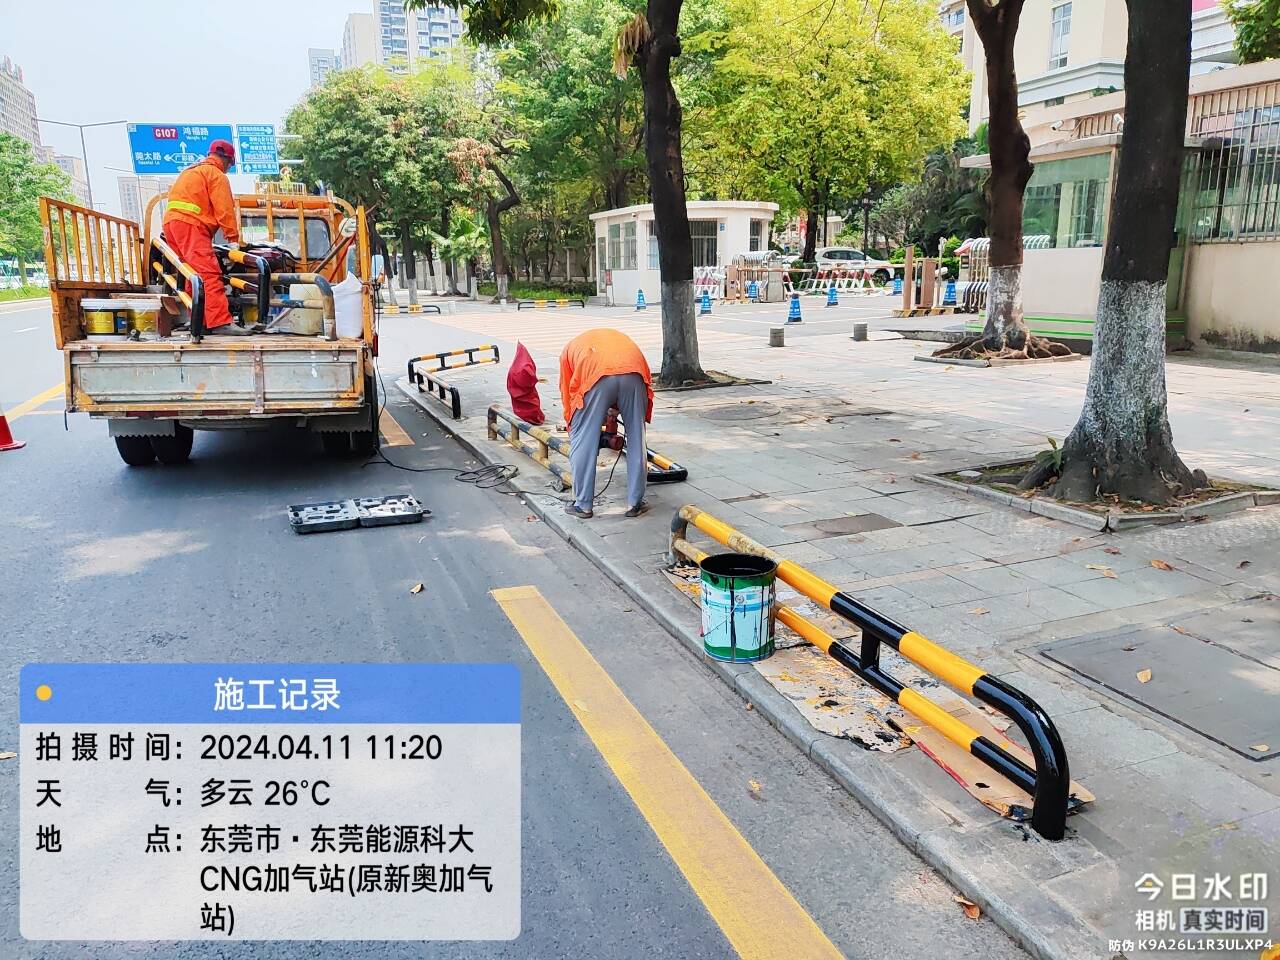 G107
鸿福路
莞太路
施工记录
拍摄时间：2024.04.11 11:20
天气：多云 26°C
地点：东莞市·东莞能源科大
CNG加气站(原新奥加气
站)
今日水印
相机 真实时间
防伪 K9A26L1R3ULXP4